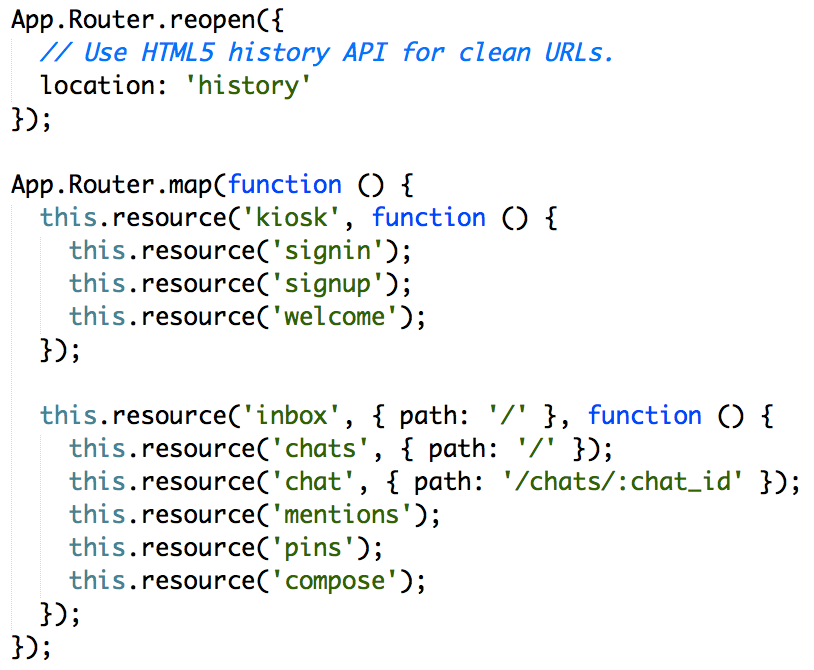 App.Router.reopen({
  // Use HTML5 history API for clean URLs.
  location: 'history'
});

App.Router.map(function () {
  this.resource('kiosk', function () {
    this.resource('signin');
    this.resource('signup');
    this.resource('welcome');
  });

  this.resource('inbox', { path: '/' }, function () {
    this.resource('chats', { path: '/' });
    this.resource('chat', { path: '/chats/:chat_id' });
    this.resource('mentions');
    this.resource('pins');
    this.resource('compose');
  });
});